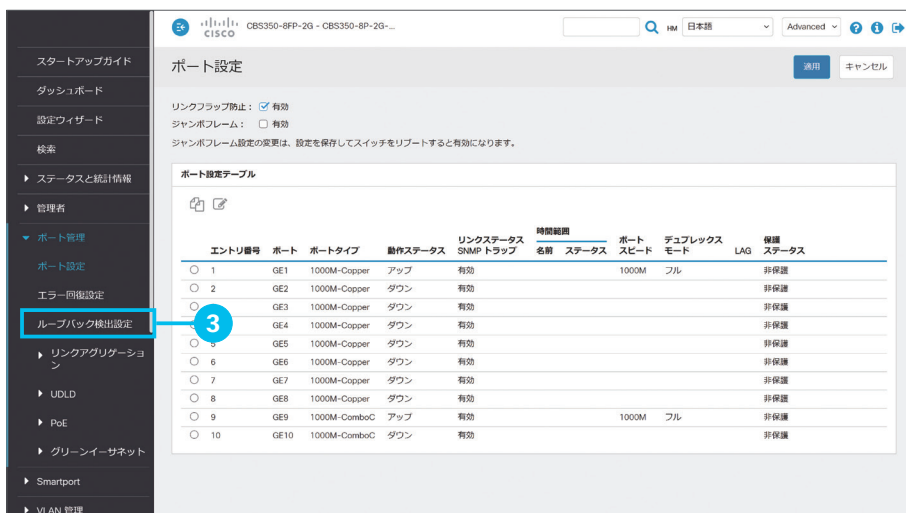 cisco
CBS350-8FP-2G - CBS350-8P-2G-...
HM 日本語
Advanced
スタートアップガイド
ダッシュボード
設定ウィザード
検索
ステータスと統計情報
管理者
ポート管理
ポート設定
エラー回復設定
ループバック検出設定
リンクアグリゲーショ
ン
UDLD
PoE
グリーンイーサネット
Smartport
VLAN 管理
3
ポート設定
適用 キャンセル
リンクフラップ防止： 有効
ジャンボフレーム： 有効
ジャンボフレーム設定の変更は、設定を保存してスイッチをリブートすると有効になります。
ポート設定テーブル
時間範囲
エントリ番号 ポート ポートタイプ 動作ステータス リンクステータス SNMP トラップ 名前 ステータス ポート スピード デュプレックス モード LAG 保護 ステータス
1 GE1 1000M-Copper アップ 有効 1000M フル 非保護
2 GE2 1000M-Copper ダウン 有効 非保護
GE3 1000M-Copper ダウン 有効 非保護
GE4 1000M-Copper ダウン 有効 非保護
5 GE5 1000M-Copper ダウン 有効 非保護
6 GE6 1000M-Copper ダウン 有効 非保護
7 GE7 1000M-Copper ダウン 有効 非保護
8 GE8 1000M-Copper ダウン 有効 非保護
9 GE9 1000M-ComboC アップ 有効 1000M フル 非保護
10 GE10 1000M-ComboC ダウン 有効 非保護